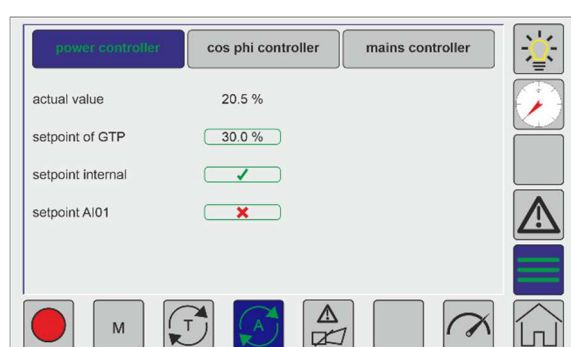 power controller cos phi controller mains controller
actual value 20.5 %
setpoint of GTP 30.0 %
setpoint internal
setpoint AI01
M T A